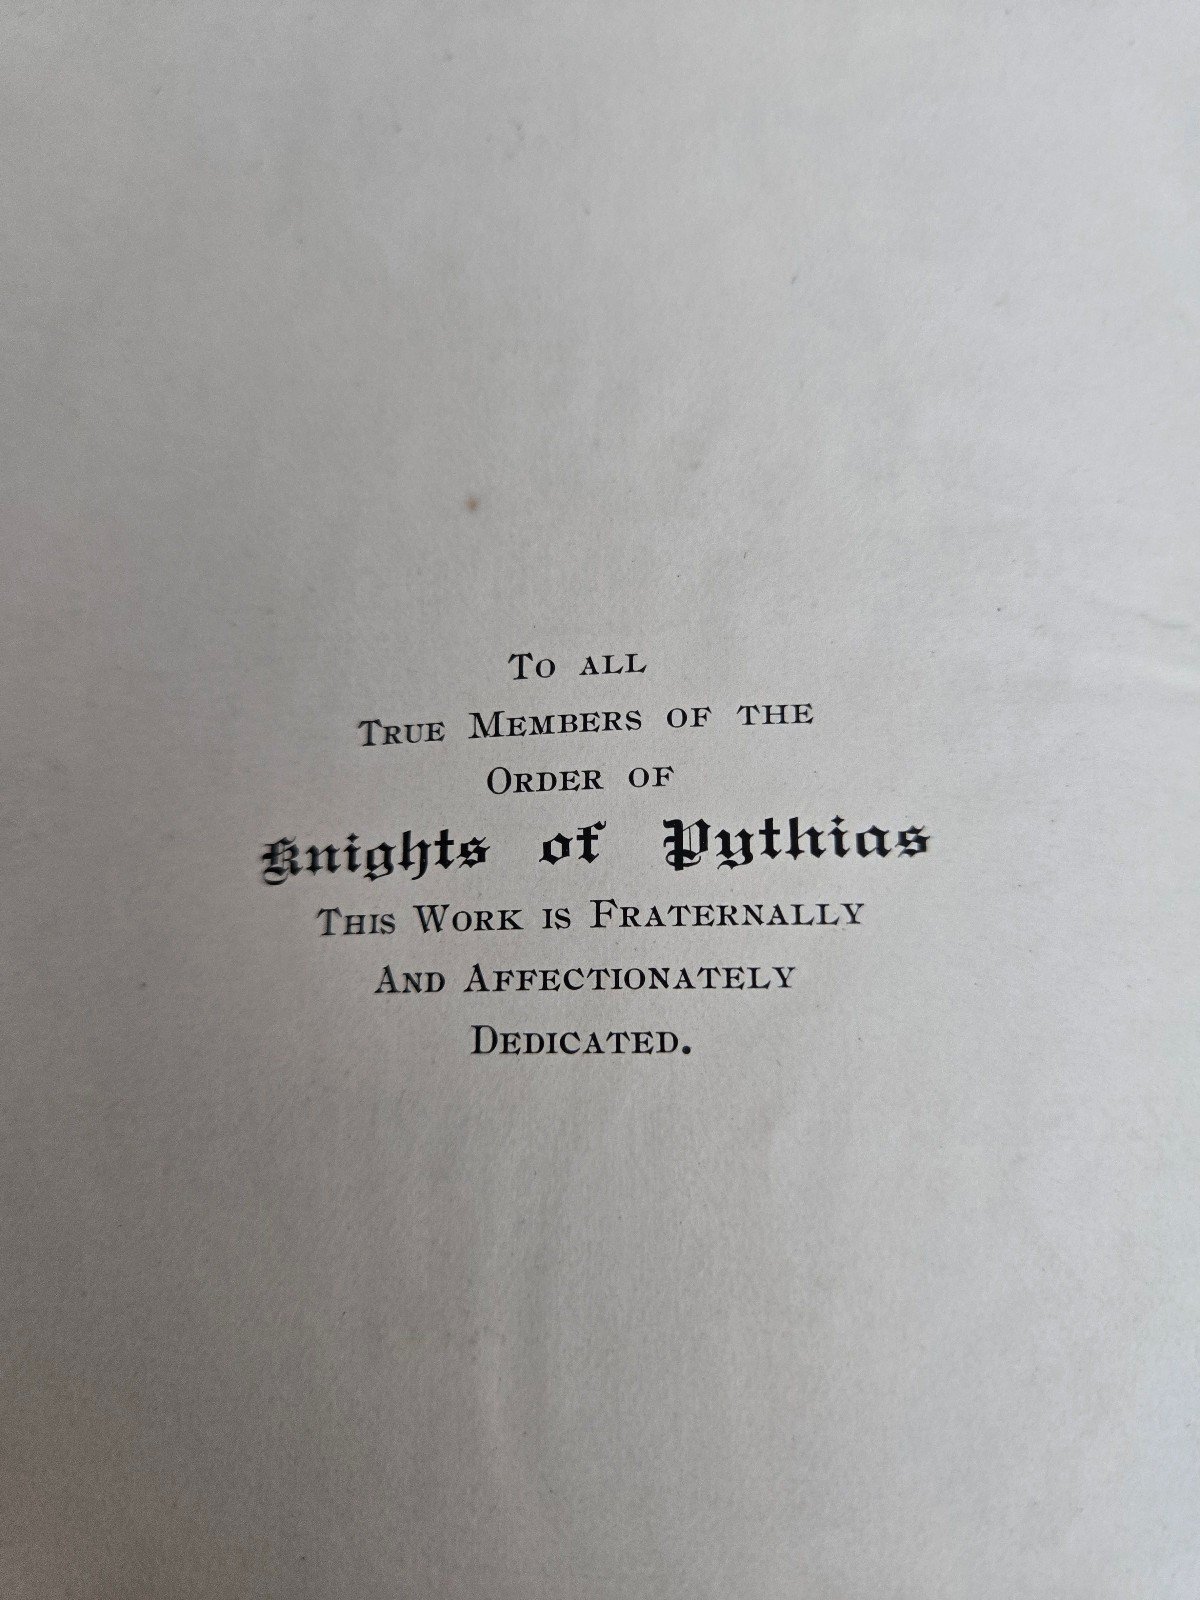 To all
True Members of the
Order of
Knights of Pythias
This Work is Fraternally
And Affectionately
Dedicated.